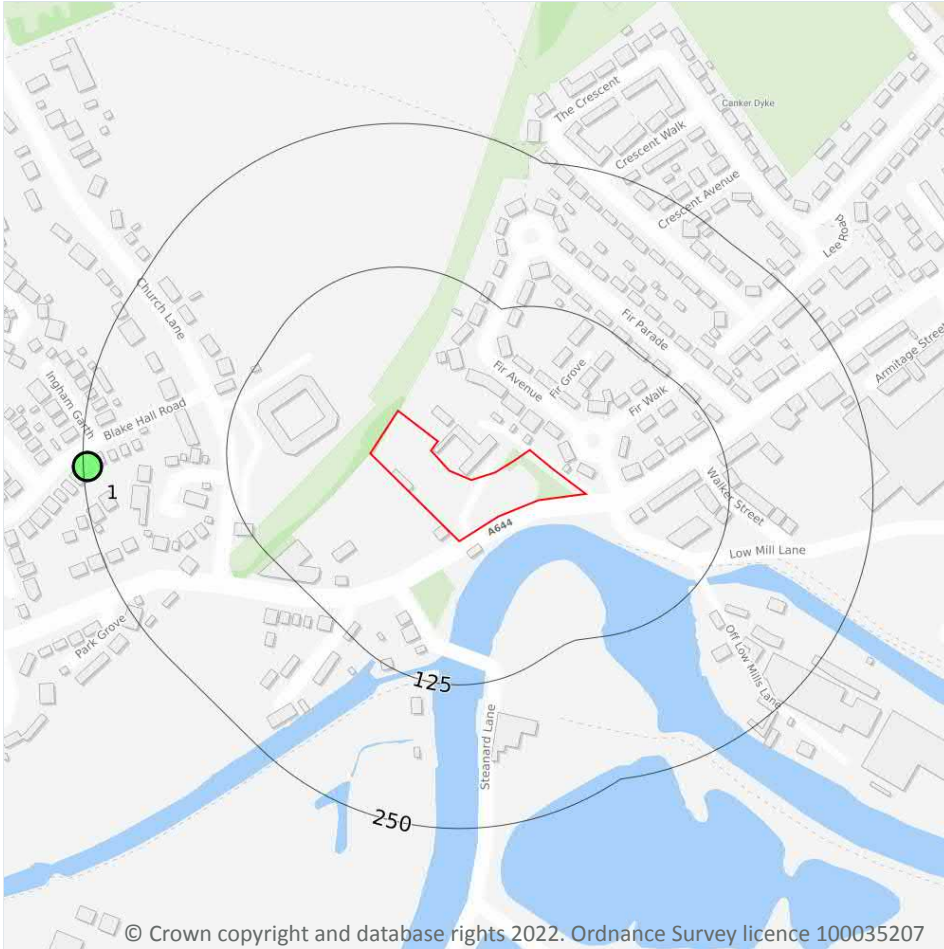 The Crescent
Canker Dyke
Crescent Walk
Crescent Avenue
Lee Road
Church Lane
Fir Parade
Armitage Street
Ingham Garth
Fir Avenue
Fir Grove
Blake Hall Road
Fir Walk
1
Walker Street
A644
Low Mill Lane
Park Grove
Off Low Mills Lane
125
Steanard Lane
250
© Crown copyright and database rights 2022. Ordnance Survey licence 100035207